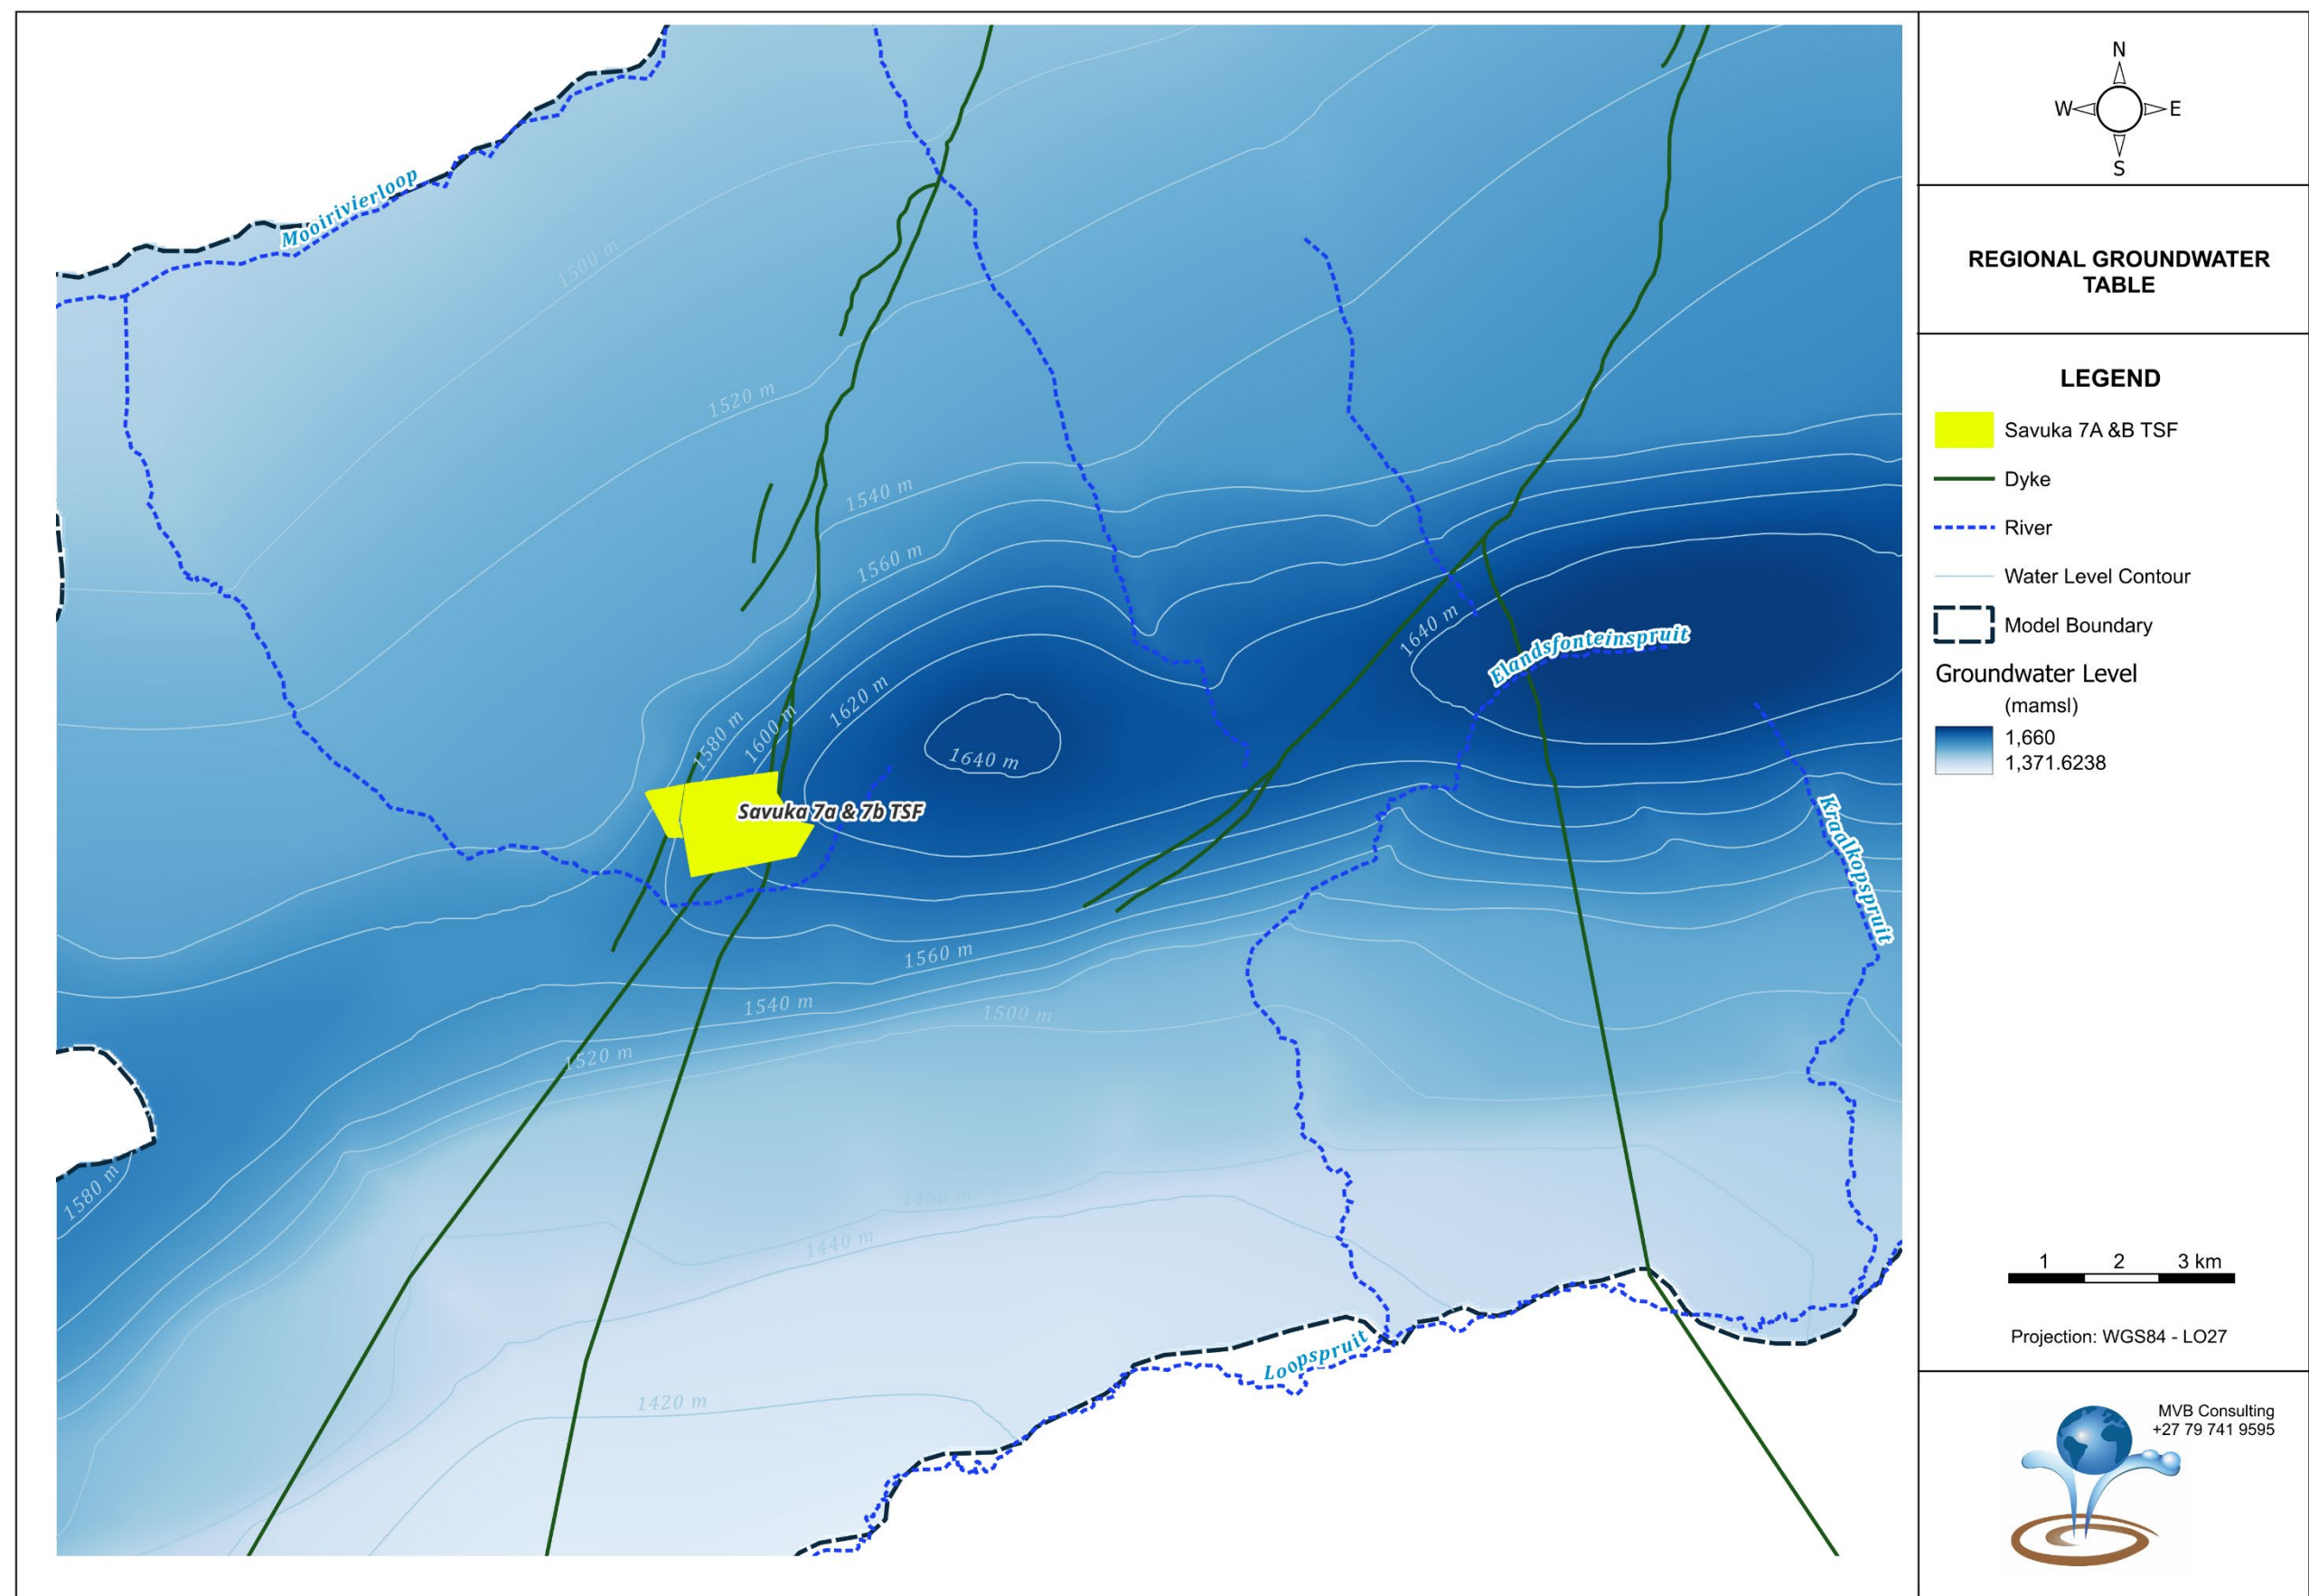 Mooirivierloop
1500 m
1520 m
1540 m
1560 m
1640 m
Elandsfonteinspruit
1620 m
1580 m
1600 m
1640 m
Savuka 7a & 7b TSF
Kraalkopspruit
1560 m
1540 m
1500 m
1520 m
1580 m
1460 m
1440 m
Loopspruit
1420 m
N
W E
S
REGIONAL GROUNDWATER
TABLE
LEGEND
Savuka 7A &B TSF
Dyke
River
Water Level Contour
Model Boundary
Groundwater Level
(mamsl)
1,660
1,371.6238
1 2 3 km
Projection: WGS84 - LO27
MVB Consulting
+27 79 741 9595